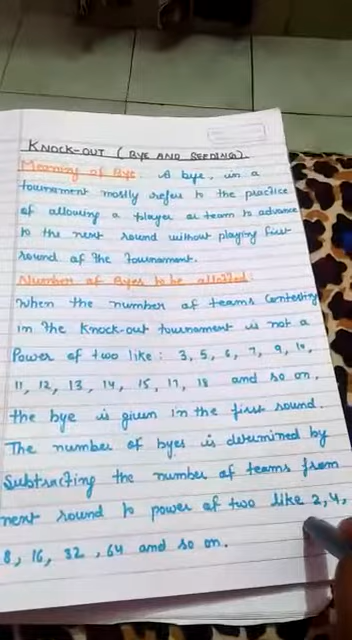 KNOCK-OUT (BYE AND SEEDING).
Meaning of Bye: A bye, in a
tournament mostly refers to the practice
of allowing a player or team to advance
to the next round without playing first
round of the tournament.
Number of Byes to be allotted:
When the number of teams Contesting
in the Knock-out tournament is not a
Power of two like: 3, 5, 6, 7, 9, 10,
11, 12, 13, 14, 15, 17, 18 and so on,
the bye is given in the first round.
The number of byes is determined by
Subtracting the number of teams from
next round to power of two like 2, 4,
8, 16, 32, 64 and so on.